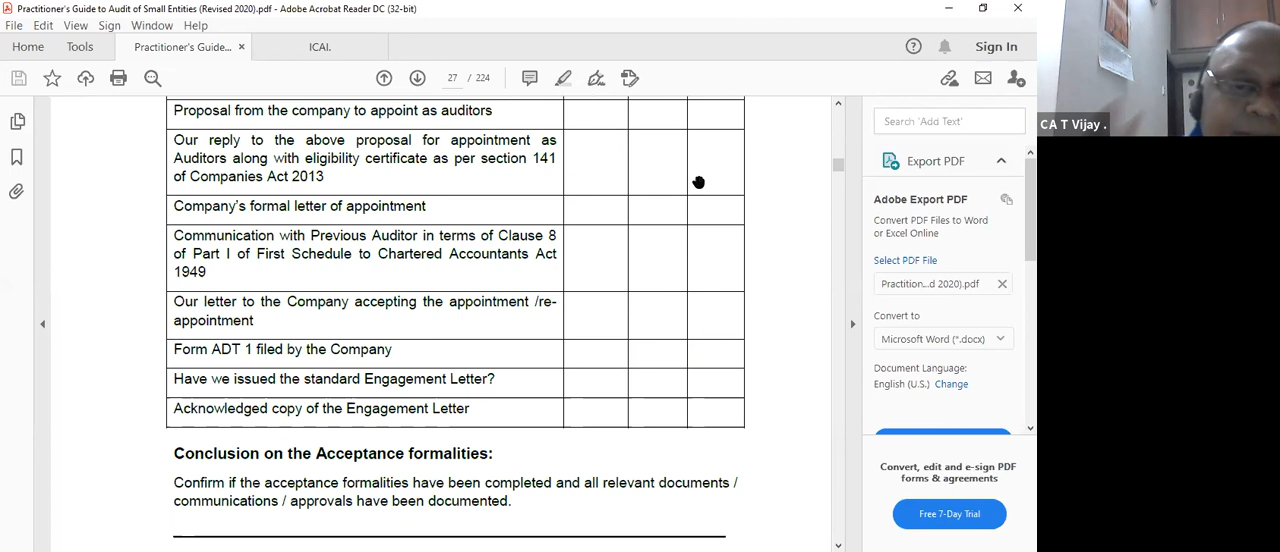 Practitioner's Guide to Audit of Small Entities (Revised 2020).pdf - Adobe Acrobat Reader DC (32-bit)
File Edit View Sign Window Help
Home Tools Practitioner's Guide... × ICAI. Sign In
27 / 224
Proposal from the company to appoint as auditors
Our reply to the above proposal for appointment as
Auditors along with eligibility certificate as per section 141
of Companies Act 2013
Company's formal letter of appointment
Communication with Previous Auditor in terms of Clause 8
of Part I of First Schedule to Chartered Accountants Act
1949
Our letter to the Company accepting the appointment /re-
appointment
Form ADT 1 filed by the Company
Have we issued the standard Engagement Letter?
Acknowledged copy of the Engagement Letter
Conclusion on the Acceptance formalities:
Confirm if the acceptance formalities have been completed and all relevant documents /
communications / approvals have been documented.
Search 'Add Text'
Export PDF
Adobe Export PDF
Convert PDF Files to Word
or Excel Online
Select PDF File
Practition...d 2020).pdf ×
Convert to
Microsoft Word (*.docx)
Document Language:
English (U.S.) Change
Convert, edit and e-sign PDF
forms & agreements
Free 7-Day Trial
CA T Vijay .